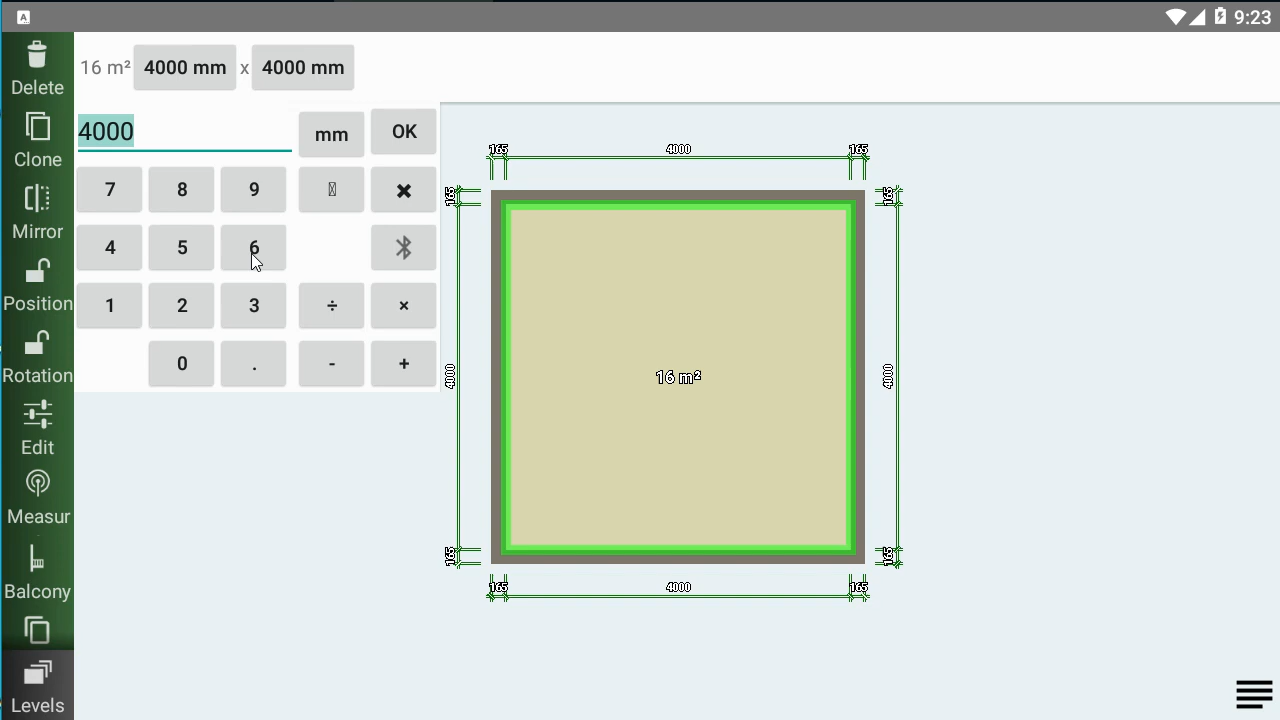 A
9:23
Delete
Clone
Mirror
Position
Rotation
Edit
Measur
Balcony
Levels
16 m² 4000 mm x 4000 mm
4000 mm OK
7 8 9
4 5 6
1 2 3 ÷ ×
0 . - +
165 4000 165
165 165
4000 4000
16 m²
165 165
165 4000 165